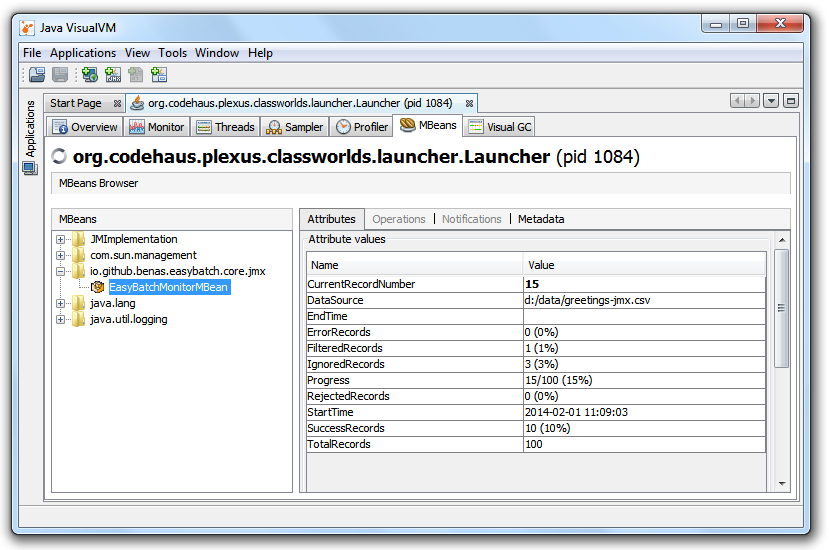 Java VisualVM
File Applications View Tools Window Help
Applications
Start Page org.codehaus.plexus.classworlds.launcher.Launcher (pid 1084)
Overview Monitor Threads Sampler Profiler MBeans Visual GC
org.codehaus.plexus.classworlds.launcher.Launcher (pid 1084)
MBeans Browser
MBeans
JMImplementation
com.sun.management
io.github.benas.easybatch.core.jmx
EasyBatchMonitorMBean
java.lang
java.util.logging
Attributes Operations Notifications Metadata
Attribute values
Name Value
CurrentRecordNumber 15
DataSource d:/data/greetings-jmx.csv
EndTime
ErrorRecords 0 (0%)
FilteredRecords 1 (1%)
IgnoredRecords 3 (3%)
Progress 15/100 (15%)
RejectedRecords 0 (0%)
StartTime 2014-02-01 11:09:03
SuccessRecords 10 (10%)
TotalRecords 100